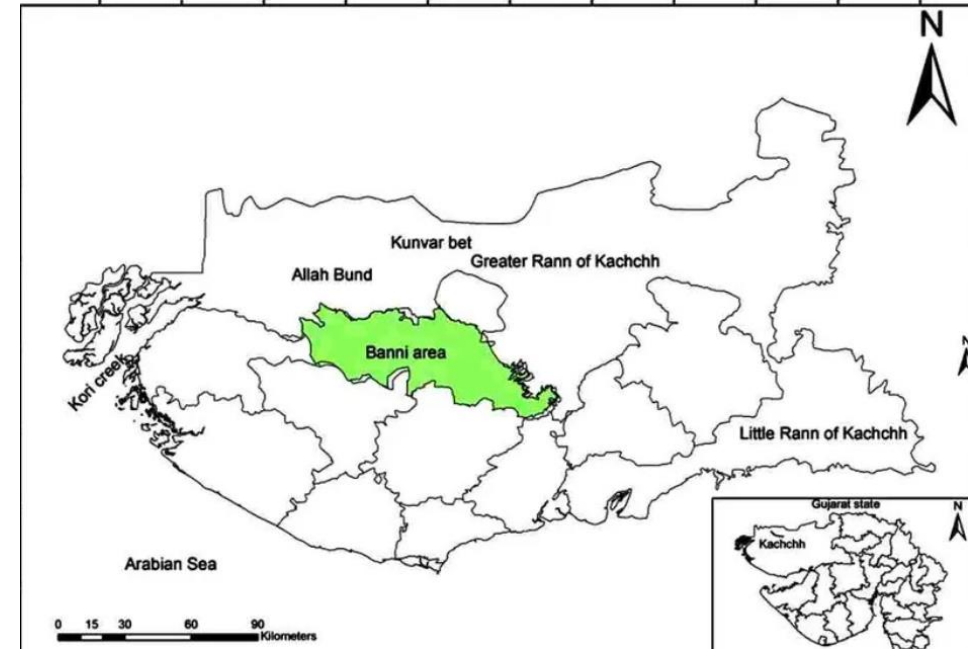 N
Kunvar bet
Greater Rann of Kachchh
Allah Bund
Banni area
N
Kori creek
Little Rann of Kachchh
Gujarat state
N
Kachchh
Arabian Sea
0 15 30 60 90
Kilometers